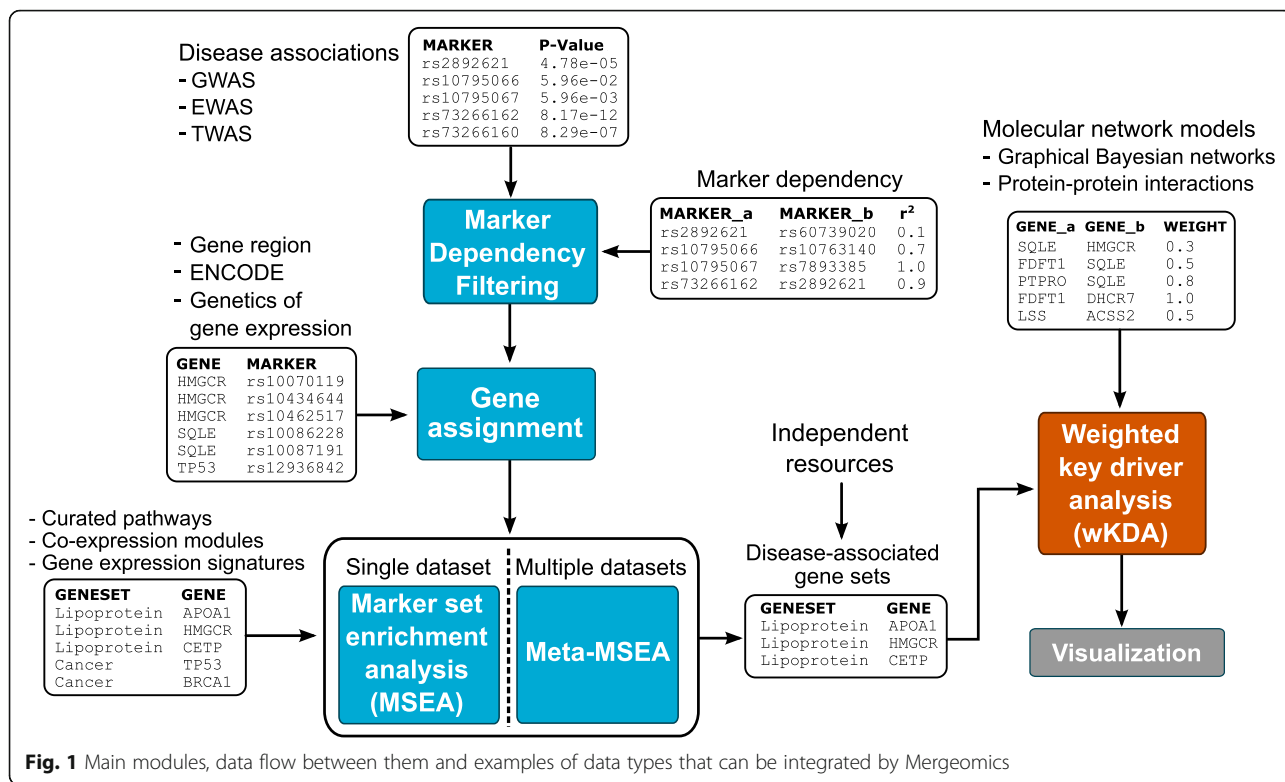 Disease associations
- GWAS
- EWAS
- TWAS
MARKER P-Value
rs2892621 4.78e-05
rs10795066 5.96e-02
rs10795067 5.96e-03
rs73266162 8.17e-12
rs73266160 8.29e-07
Marker
Dependency
Filtering
Marker dependency
MARKER_a MARKER_b r²
rs2892621 rs60739020 0.1
rs10795066 rs10763140 0.7
rs10795067 rs7893385 1.0
rs73266162 rs2892621 0.9
Molecular network models
- Graphical Bayesian networks
- Protein-protein interactions
GENE_a GENE_b WEIGHT
SQLE HMGCR 0.3
FDFT1 SQLE 0.5
PTPRO SQLE 0.8
FDFT1 DHCR7 1.0
LSS ACSS2 0.5
- Gene region
- ENCODE
- Genetics of
gene expression
GENE MARKER
HMGCR rs10070119
HMGCR rs10434644
HMGCR rs10462517
SQLE rs10086228
SQLE rs10087191
TP53 rs12936842
Gene
assignment
Independent
resources
Weighted
key driver
analysis
(wKDA)
- Curated pathways
- Co-expression modules
- Gene expression signatures
GENESET GENE
Lipoprotein APOA1
Lipoprotein HMGCR
Lipoprotein CETP
Cancer TP53
Cancer BRCA1
Single dataset
Marker set
enrichment
analysis
(MSEA)
Multiple datasets
Meta-MSEA
Disease-associated
gene sets
GENESET GENE
Lipoprotein APOA1
Lipoprotein HMGCR
Lipoprotein CETP
Visualization
Fig. 1 Main modules, data flow between them and examples of data types that can be integrated by Mergeomics